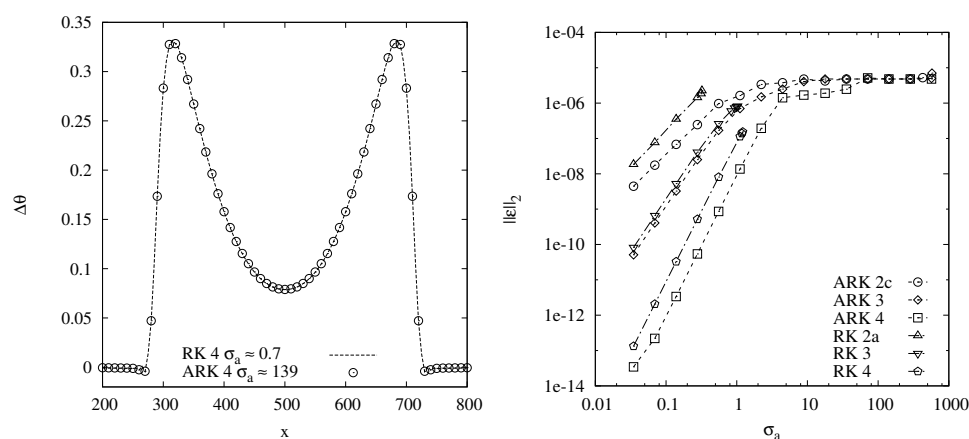 0.35
0.3
0.25
0.2
0.15
0.1
0.05
0
Δθ
RK 4 σa ≈ 0.7
ARK 4 σa ≈ 139
200 300 400 500 600 700 800
x
1e-04
1e-06
1e-08
1e-10
1e-12
1e-14
||ε||2
ARK 2c
ARK 3
ARK 4
RK 2a
RK 3
RK 4
0.01 0.1 1 10 100 1000
σa